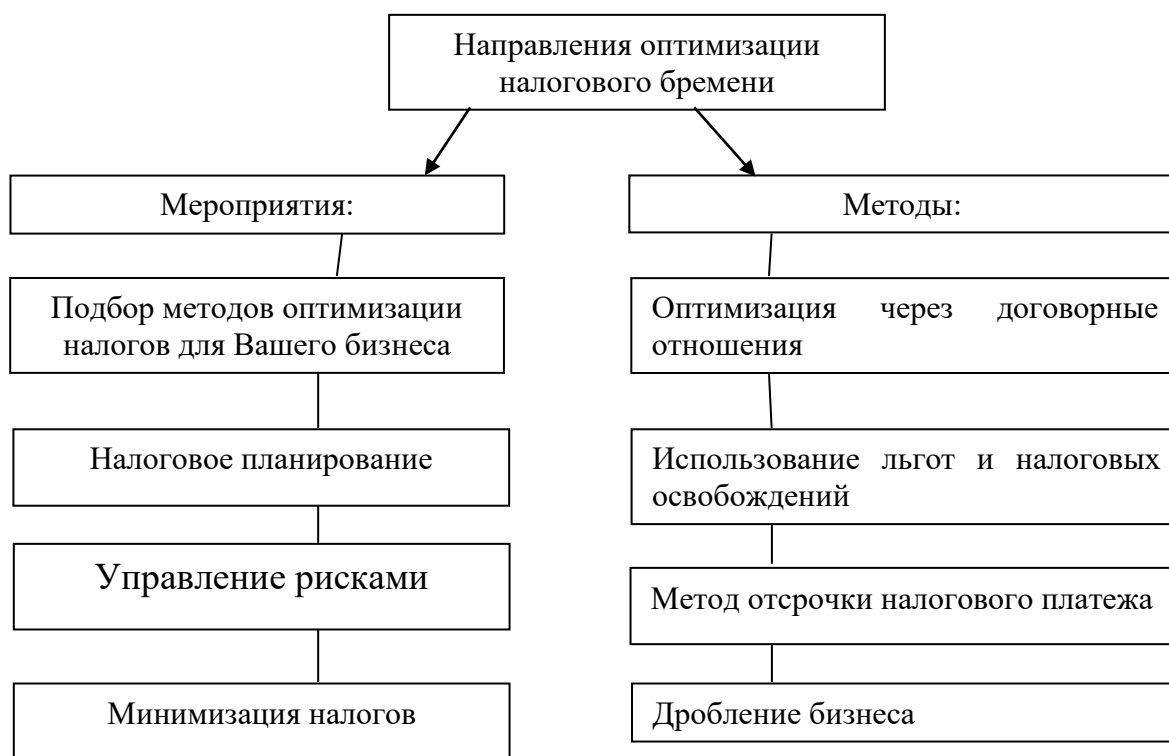 Направления оптимизации
налогового бремени
Мероприятия:
Подбор методов оптимизации
налогов для Вашего бизнеса
Налоговое планирование
Управление рисками
Минимизация налогов
Методы:
Оптимизация через договорные
отношения
Использование льгот и налоговых
освобождений
Метод отсрочки налогового платежа
Дробление бизнеса